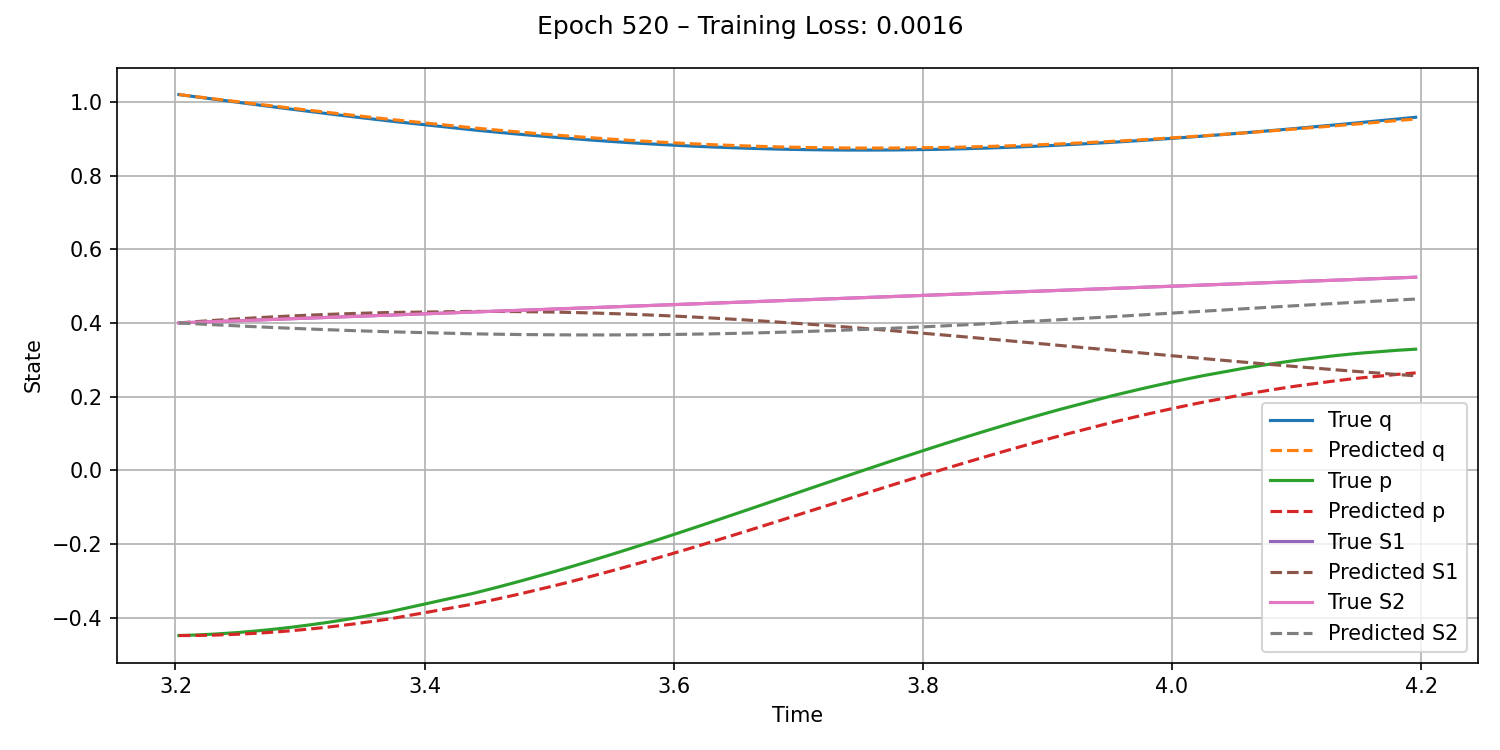 Epoch 520 – Training Loss: 0.0016
1.0
0.8
0.6
0.4
0.2
0.0
−0.2
−0.4
State
3.2 3.4 3.6 3.8 4.0 4.2
Time
True q
Predicted q
True p
Predicted p
True S1
Predicted S1
True S2
Predicted S2